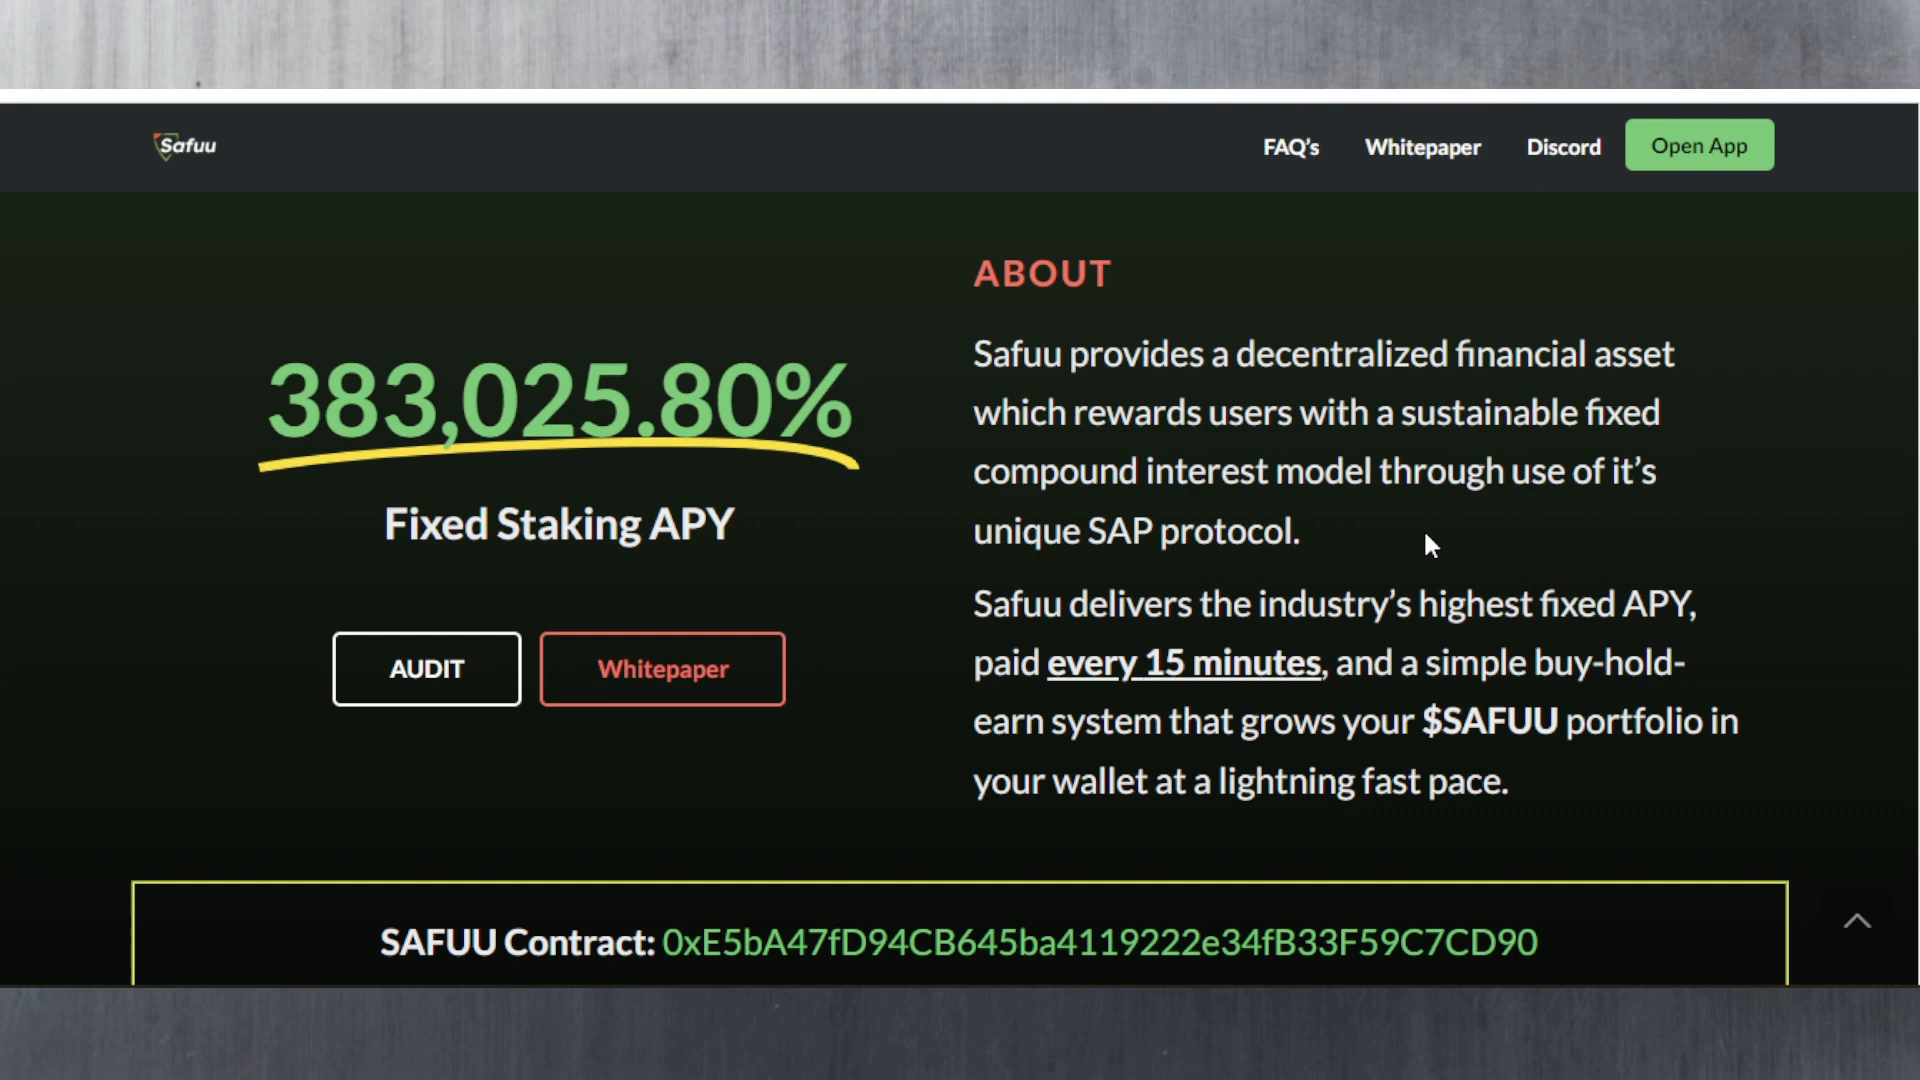 Safuu
FAQ's
Whitepaper
Discord
Open App
383,025.80%
Fixed Staking APY
AUDIT
Whitepaper
ABOUT
Safuu provides a decentralized financial asset
which rewards users with a sustainable fixed
compound interest model through use of it's
unique SAP protocol.
Safuu delivers the industry's highest fixed APY,
paid every 15 minutes, and a simple buy-hold-
earn system that grows your $SAFUU portfolio in
your wallet at a lightning fast pace.
SAFUU Contract: 0xE5bA47fD94CB645ba4119222e34fB33F59C7CD90